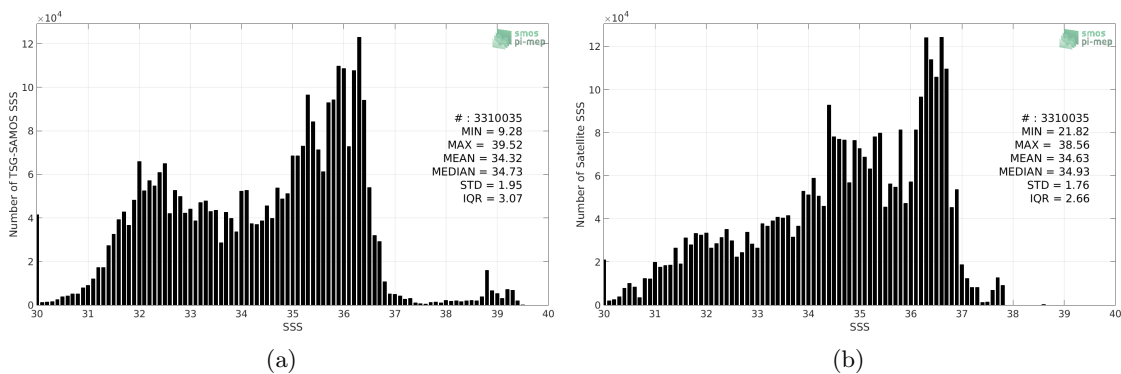 ×10⁴
12
10
8
6
4
2
0
Number of TSG-SAMOS SSS
30 31 32 33 34 35 36 37 38 39 40
SSS
smos
pi-mep
# : 3310035
MIN = 9.28
MAX = 39.52
MEAN = 34.32
MEDIAN = 34.73
STD = 1.95
IQR = 3.07
(a)
×10⁴
12
10
8
6
4
2
0
Number of Satellite SSS
30 31 32 33 34 35 36 37 38 39 40
SSS
smos
pi-mep
# : 3310035
MIN = 21.82
MAX = 38.56
MEAN = 34.63
MEDIAN = 34.93
STD = 1.76
IQR = 2.66
(b)